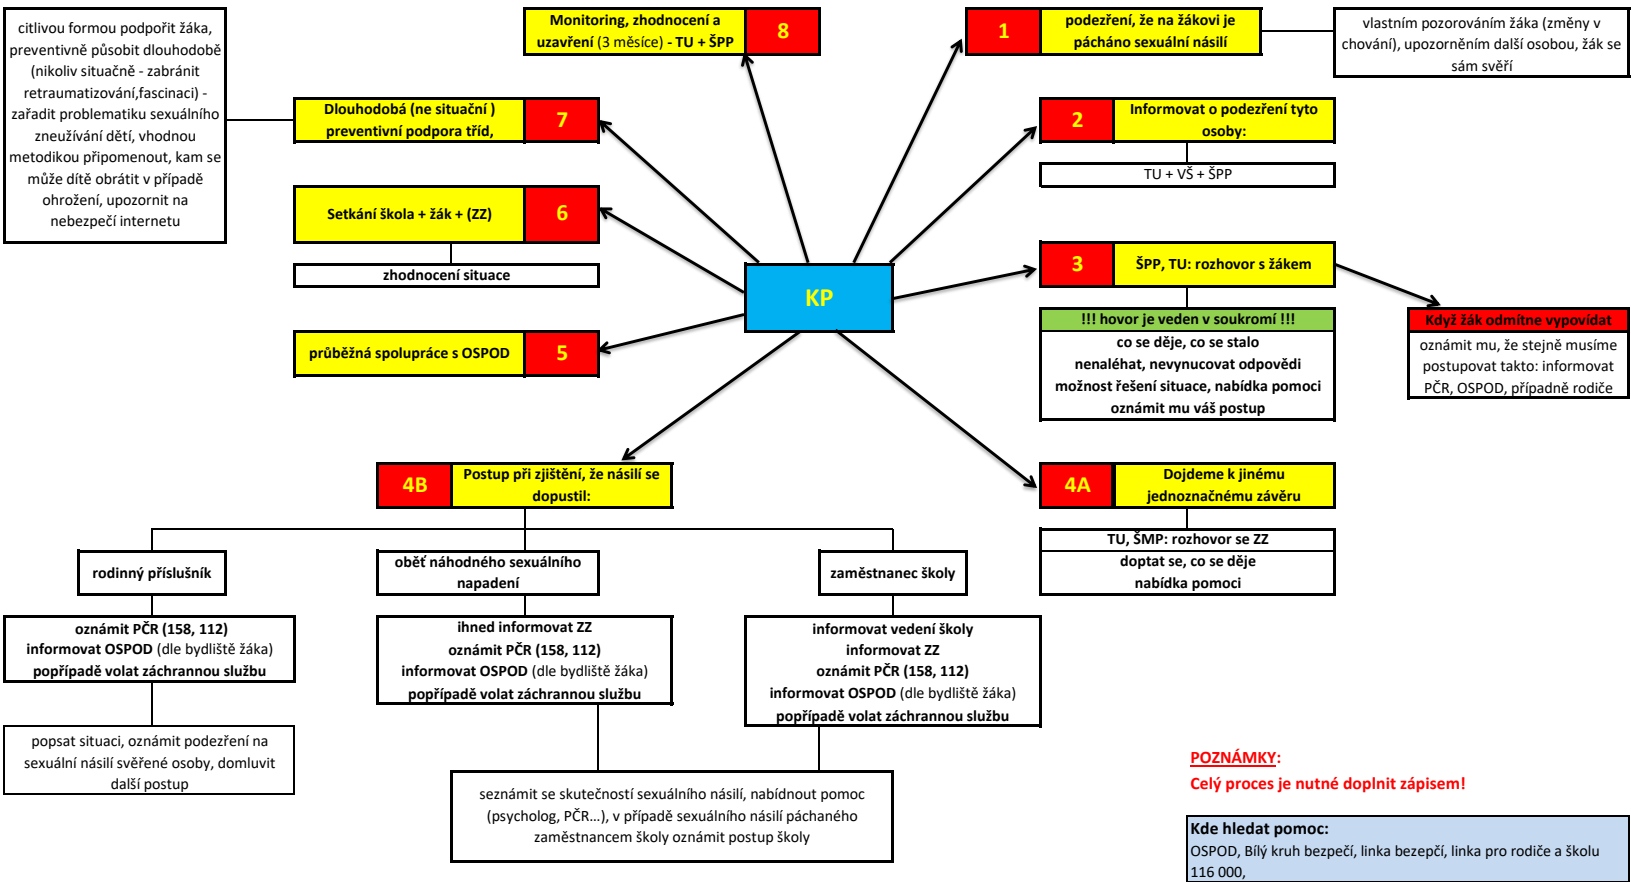 citlivou formou podpořit žáka,
preventivně působit dlouhodobě
(nikoliv situačně - zabránit
retraumatizování,fascinaci) -
zařadit problematiku sexuálního
zneužívání dětí, vhodnou
metodikou připomenout, kam se
může dítě obrátit v případě
ohrožení, upozornit na
nebezpečí internetu
Monitoring, zhodnocení a
uzavření (3 měsíce) - TU + ŠPP
8
1
podezření, že na žákovi je
pácháno sexuální násilí
vlastním pozorováním žáka (změny v
chování), upozorněním další osobou, žák se
sám svěří
Dlouhodobá (ne situační )
preventivní podpora tříd,
7
2
Informovat o podezření tyto
osoby:
TU + VŠ + ŠPP
Setkání škola + žák + (ZZ)
6
zhodnocení situace
3
ŠPP, TU: rozhovor s žákem
KP
!!! hovor je veden v soukromí !!!
co se děje, co se stalo
nenaléhat, nevynucovat odpovědi
možnost řešení situace, nabídka pomoci
oznámit mu váš postup
Když žák odmítne vypovídat
oznámit mu, že stejně musíme
postupovat takto: informovat
PČR, OSPOD, případně rodiče
průběžná spolupráce s OSPOD
5
4B
Postup při zjištění, že násilí se
dopustil:
4A
Dojdeme k jinému
jednoznačnému závěru
TU, ŠMP: rozhovor se ZZ
doptat se, co se děje
nabídka pomoci
rodinný příslušník
oběť náhodného sexuálního
napadení
zaměstnanec školy
oznámit PČR (158, 112)
informovat OSPOD (dle bydliště žáka)
popřípadě volat záchrannou službu
ihned informovat ZZ
oznámit PČR (158, 112)
informovat OSPOD (dle bydliště žáka)
popřípadě volat záchrannou službu
informovat vedení školy
informovat ZZ
oznámit PČR (158, 112)
informovat OSPOD (dle bydliště žáka)
popřípadě volat záchrannou službu
popsat situaci, oznámit podezření na
sexuální násilí svěřené osoby, domluvit
další postup
seznámit se skutečností sexuálního násilí, nabídnout pomoc
(psycholog, PČR...), v případě sexuálního násilí páchaného
zaměstnancem školy oznámit postup školy
POZNÁMKY:
Celý proces je nutné doplnit zápisem!
Kde hledat pomoc:
OSPOD, Bílý kruh bezpečí, linka bezepčí, linka pro rodiče a školu
116 000,